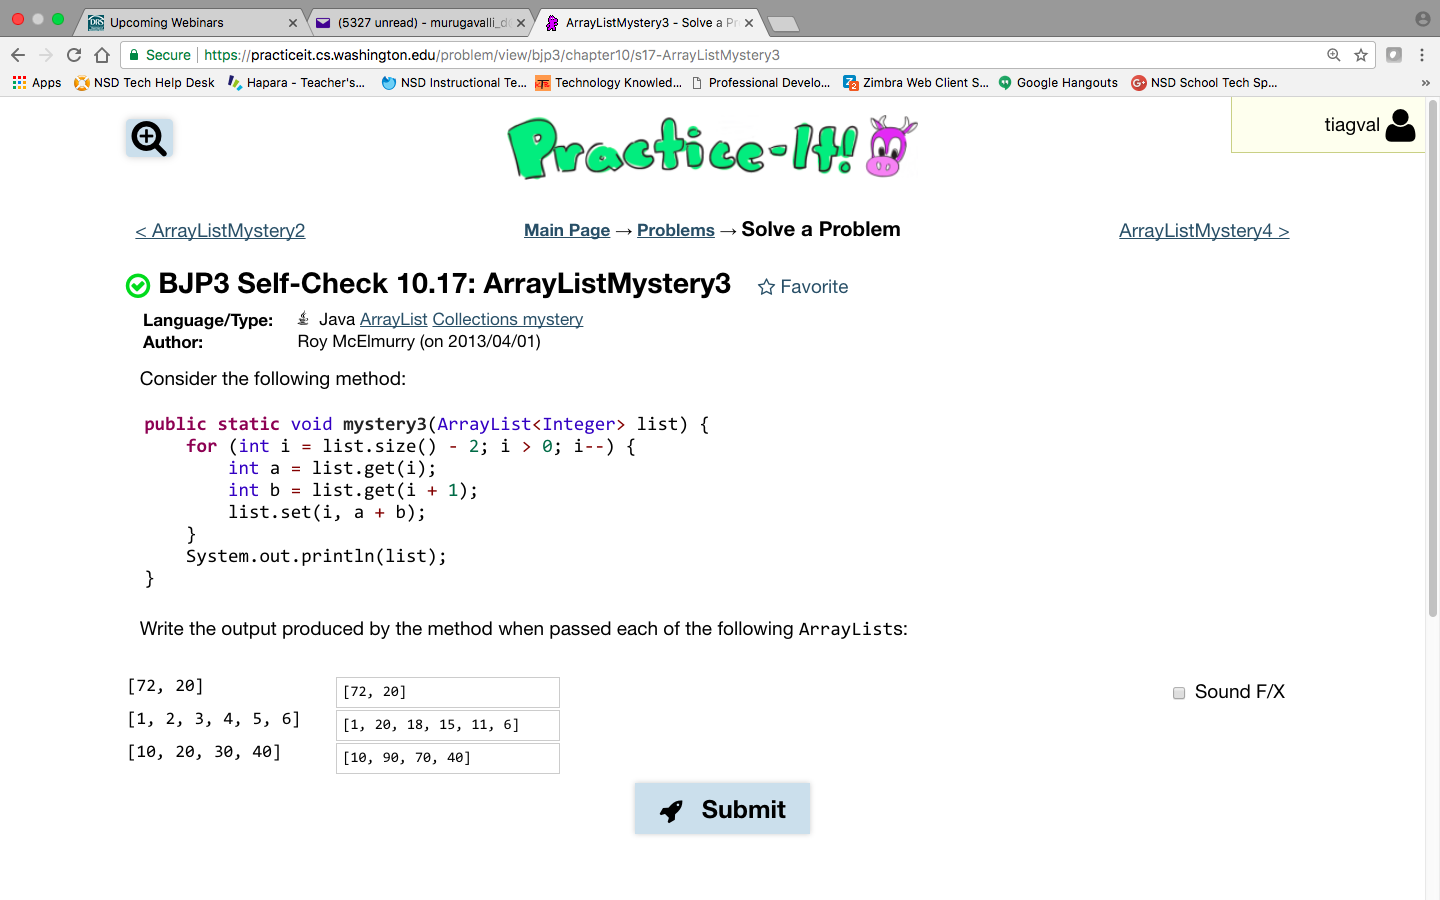 Upcoming Webinars
(5327 unread) - murugavalli_d
ArrayListMystery3 - Solve a Pr
Secure https://practiceit.cs.washington.edu/problem/view/bjp3/chapter10/s17-ArrayListMystery3
Apps NSD Tech Help Desk Hapara - Teacher's... NSD Instructional Te... Technology Knowled... Professional Develo... Zimbra Web Client S... Google Hangouts NSD School Tech Sp... »
Practice-It!
tiagval
< ArrayListMystery2 Main Page → Problems → Solve a Problem ArrayListMystery4 >
BJP3 Self-Check 10.17: ArrayListMystery3 Favorite
Language/Type: Java ArrayList Collections mystery
Author: Roy McElmurry (on 2013/04/01)
Consider the following method:
public static void mystery3(ArrayList<Integer> list) {
for (int i = list.size() - 2; i > 0; i--) {
int a = list.get(i);
int b = list.get(i + 1);
list.set(i, a + b);
}
System.out.println(list);
}
Write the output produced by the method when passed each of the following ArrayLists:
[72, 20] [72, 20] Sound F/X
[1, 2, 3, 4, 5, 6] [1, 20, 18, 15, 11, 6]
[10, 20, 30, 40] [10, 90, 70, 40]
Submit